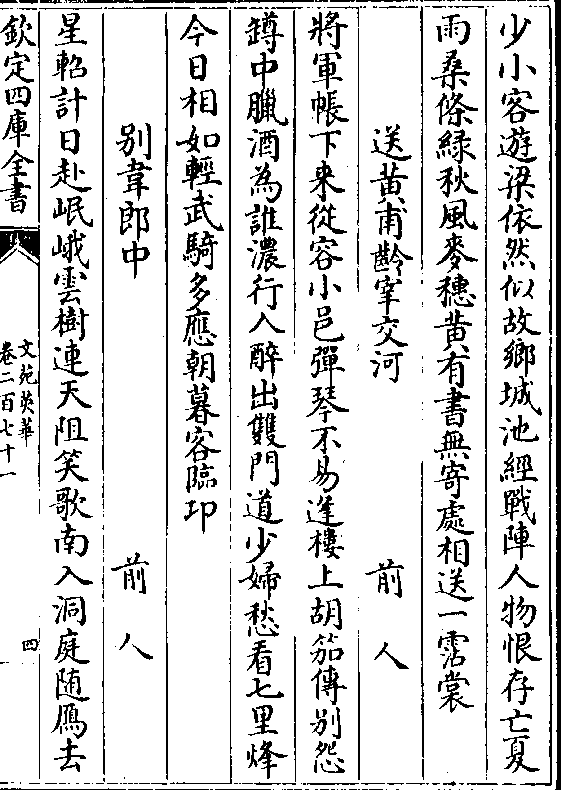 少小客遊梁依然似故鄉城池經戰陣人物恨存亡夏
雨桑條緑秋風麥穗黄有書無寄處相送一霑裳
送黄甫齡宰交河　前人
將軍帳下来從容小邑彈琴不易逢樓上胡笳傳别怨
罇中臘酒為誰濃行人醉出雙門道少婦愁看七里烽
今日相如輕武騎多應朝暮客臨卭
别韋郎中　前人
星軺計日赴岷峨雲樹連天阻笑歌南入洞庭随鴈去
欽定四庫全書
文苑英華
卷二百七十一
四